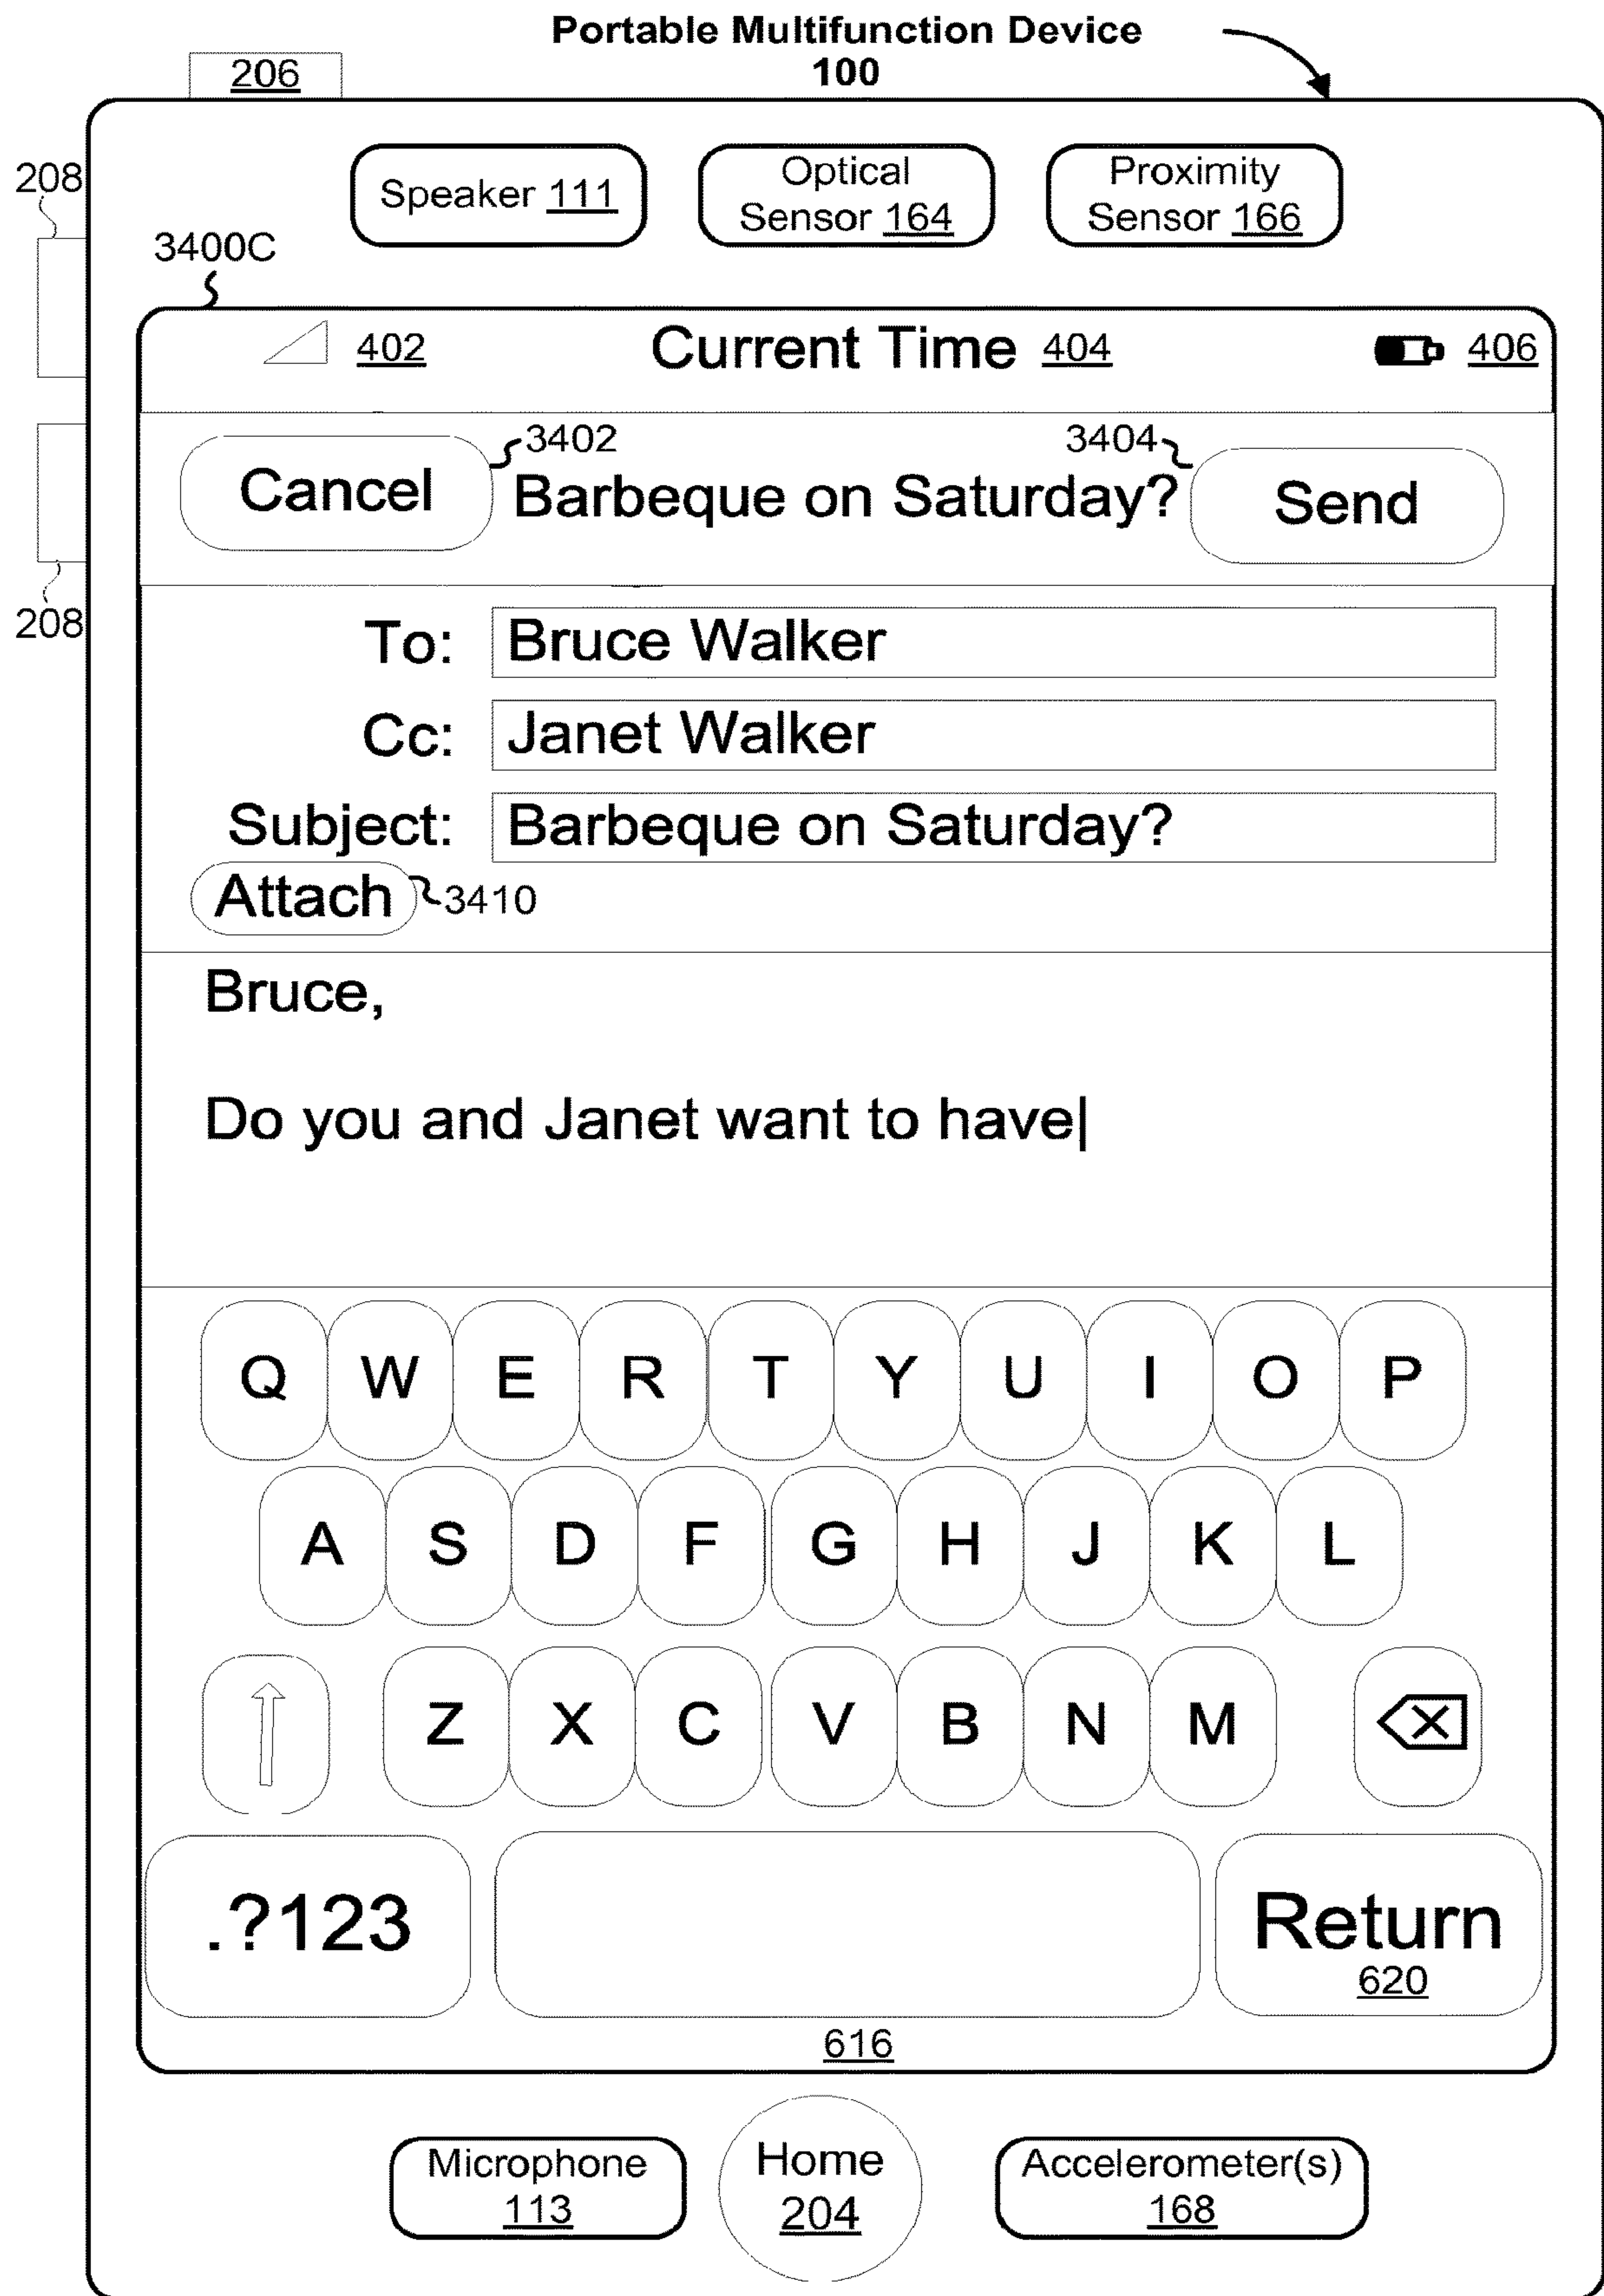 Portable Multifunction Device
100
206
208
Speaker 111
Optical
Sensor 164
Proximity
Sensor 166
3400C
402
Current Time 404
406
3402
3404
Cancel
Barbeque on Saturday?
Send
208
To: Bruce Walker
Cc: Janet Walker
Subject: Barbeque on Saturday?
Attach
3410
Bruce,
Do you and Janet want to have
Q W E R T Y U I O P
A S D F G H J K L
Z X C V B N M
.?123
Return
620
616
Microphone
113
Home
204
Accelerometer(s)
168